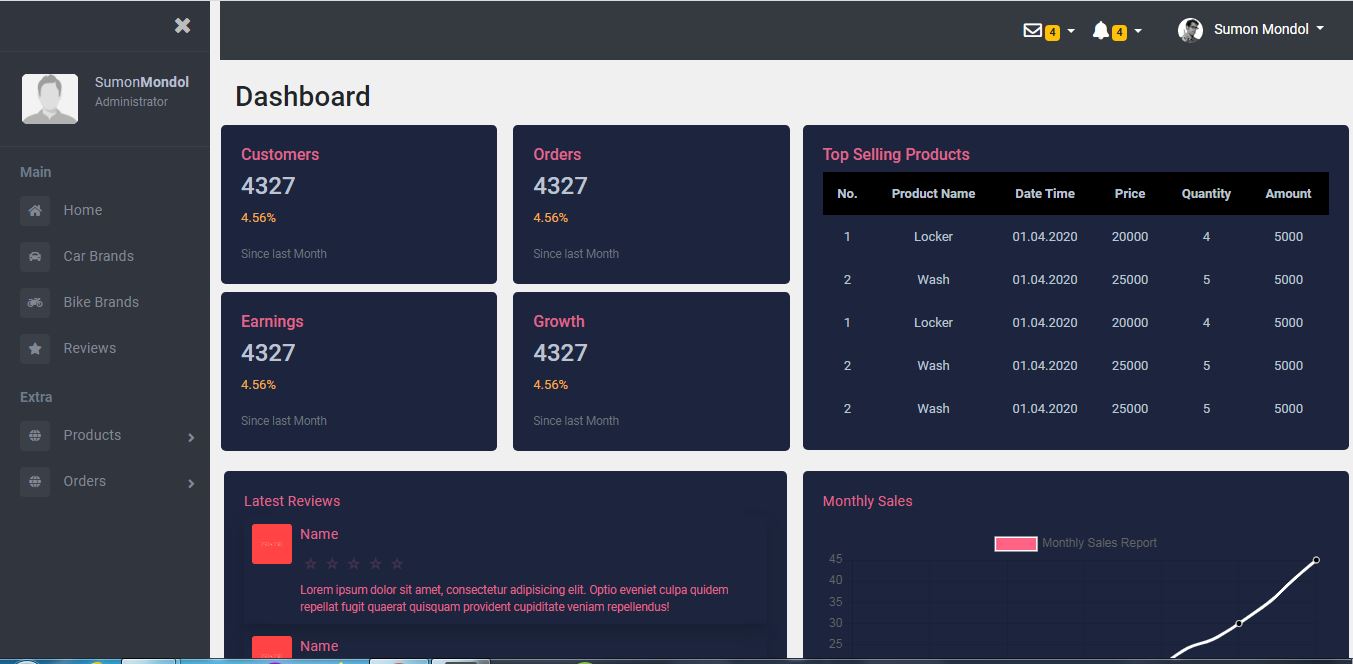 4
4
Sumon Mondol
SumonMondol
Administrator
Main
Home
Car Brands
Bike Brands
Reviews
Extra
Products
Orders
Dashboard
Customers
4327
4.56%
Since last Month
Orders
4327
4.56%
Since last Month
Earnings
4327
4.56%
Since last Month
Growth
4327
4.56%
Since last Month
Top Selling Products
No. Product Name Date Time Price Quantity Amount
1 Locker 01.04.2020 20000 4 5000
2 Wash 01.04.2020 25000 5 5000
1 Locker 01.04.2020 20000 4 5000
2 Wash 01.04.2020 25000 5 5000
2 Wash 01.04.2020 25000 5 5000
Latest Reviews
Name
Lorem ipsum dolor sit amet, consectetur adipisicing elit. Optio eveniet culpa quidem
repellat fugit quaerat quisquam provident cupiditate veniam repellendus!
Name
Monthly Sales
Monthly Sales Report
45
40
35
30
25